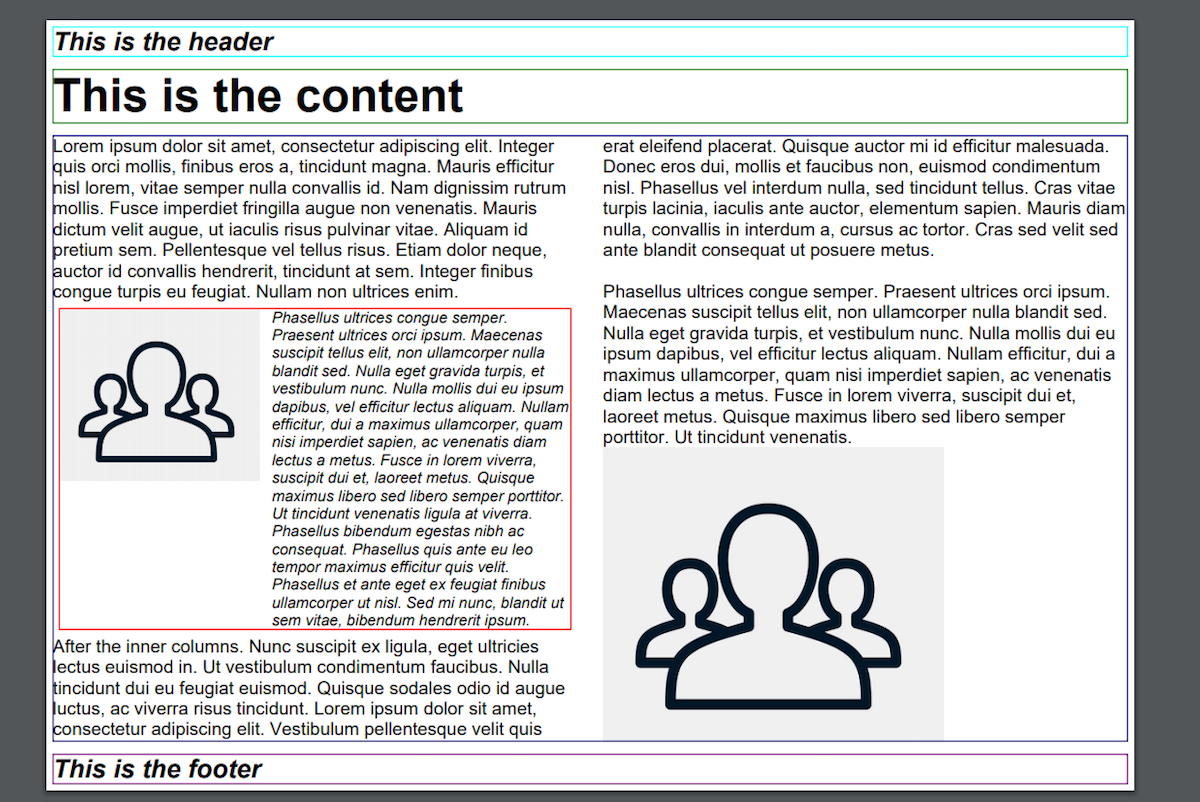 This is the header
This is the content
Lorem ipsum dolor sit amet, consectetur adipiscing elit. Integer
quis orci mollis, finibus eros a, tincidunt magna. Mauris efficitur
nisl lorem, vitae semper nulla convallis id. Nam dignissim rutrum
mollis. Fusce imperdiet fringilla augue non venenatis. Mauris
dictum velit augue, ut iaculis risus pulvinar vitae. Aliquam id
pretium sem. Pellentesque vel tellus risus. Etiam dolor neque,
auctor id convallis hendrerit, tincidunt at sem. Integer finibus
congue turpis eu feugiat. Nullam non ultrices enim.
Phasellus ultrices congue semper.
Praesent ultrices orci ipsum. Maecenas
suscipit tellus elit, non ullamcorper nulla
blandit sed. Nulla eget gravida turpis, et
vestibulum nunc. Nulla mollis dui eu ipsum
dapibus, vel efficitur lectus aliquam. Nullam
efficitur, dui a maximus ullamcorper, quam
nisi imperdiet sapien, ac venenatis diam
lectus a metus. Fusce in lorem viverra,
suscipit dui et, laoreet metus. Quisque
maximus libero sed libero semper porttitor.
Ut tincidunt venenatis ligula at viverra.
Phasellus bibendum egestas nibh ac
consequat. Phasellus quis ante eu leo
tempor maximus efficitur quis velit.
Phasellus et ante eget ex feugiat finibus
ullamcorper ut nisl. Sed mi nunc, blandit ut
sem vitae, bibendum hendrerit ipsum.
After the inner columns. Nunc suscipit ex ligula, eget ultricies
lectus euismod in. Ut vestibulum condimentum faucibus. Nulla
tincidunt dui eu feugiat euismod. Quisque sodales odio id augue
luctus, ac viverra risus tincidunt. Lorem ipsum dolor sit amet,
consectetur adipiscing elit. Vestibulum pellentesque velit quis
erat eleifend placerat. Quisque auctor mi id efficitur malesuada.
Donec eros dui, mollis et faucibus non, euismod condimentum
nisl. Phasellus vel interdum nulla, sed tincidunt tellus. Cras vitae
turpis lacinia, iaculis ante auctor, elementum sapien. Mauris diam
nulla, convallis in interdum a, cursus ac tortor. Cras sed velit sed
ante blandit consequat ut posuere metus.
Phasellus ultrices congue semper. Praesent ultrices orci ipsum.
Maecenas suscipit tellus elit, non ullamcorper nulla blandit sed.
Nulla eget gravida turpis, et vestibulum nunc. Nulla mollis dui eu
ipsum dapibus, vel efficitur lectus aliquam. Nullam efficitur, dui a
maximus ullamcorper, quam nisi imperdiet sapien, ac venenatis
diam lectus a metus. Fusce in lorem viverra, suscipit dui et,
laoreet metus. Quisque maximus libero sed libero semper
porttitor. Ut tincidunt venenatis.
This is the footer